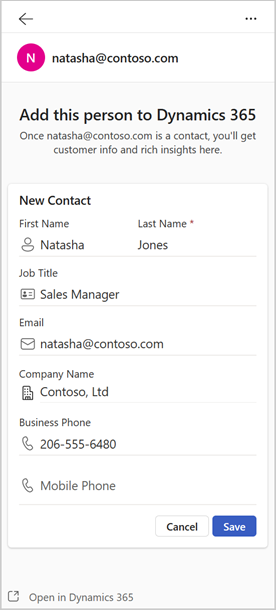 N natasha@contoso.com
Add this person to Dynamics 365
Once natasha@contoso.com is a contact, you'll get
customer info and rich insights here.
New Contact
First Name Last Name *
Natasha Jones
Job Title
Sales Manager
Email
natasha@contoso.com
Company Name
Contoso, Ltd
Business Phone
206-555-6480
Mobile Phone
Cancel Save
Open in Dynamics 365